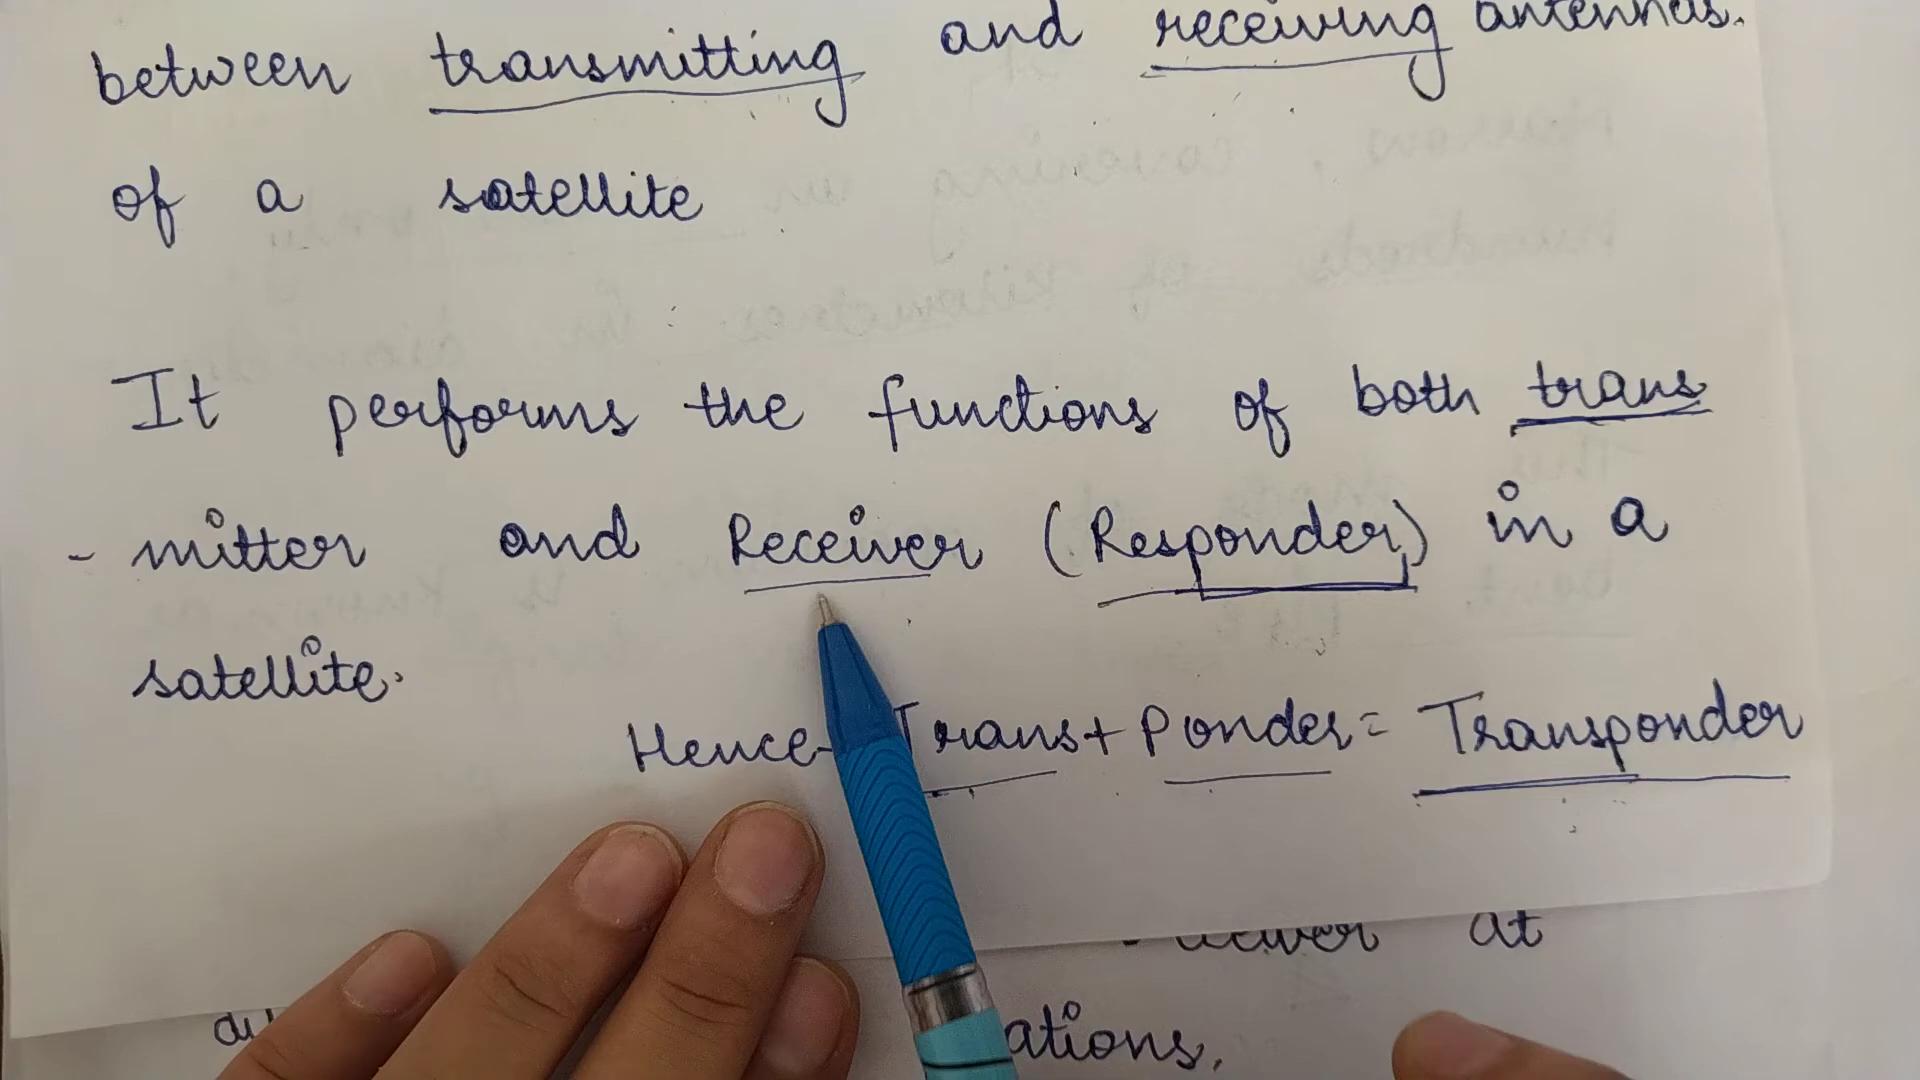 between transmitting and receiving antennas.
of a satellite
It performs the functions of both trans
- mitter and Receiver (Responder) in a
satellite.
Hence- Trans + Ponder = Transponder
at
ations,